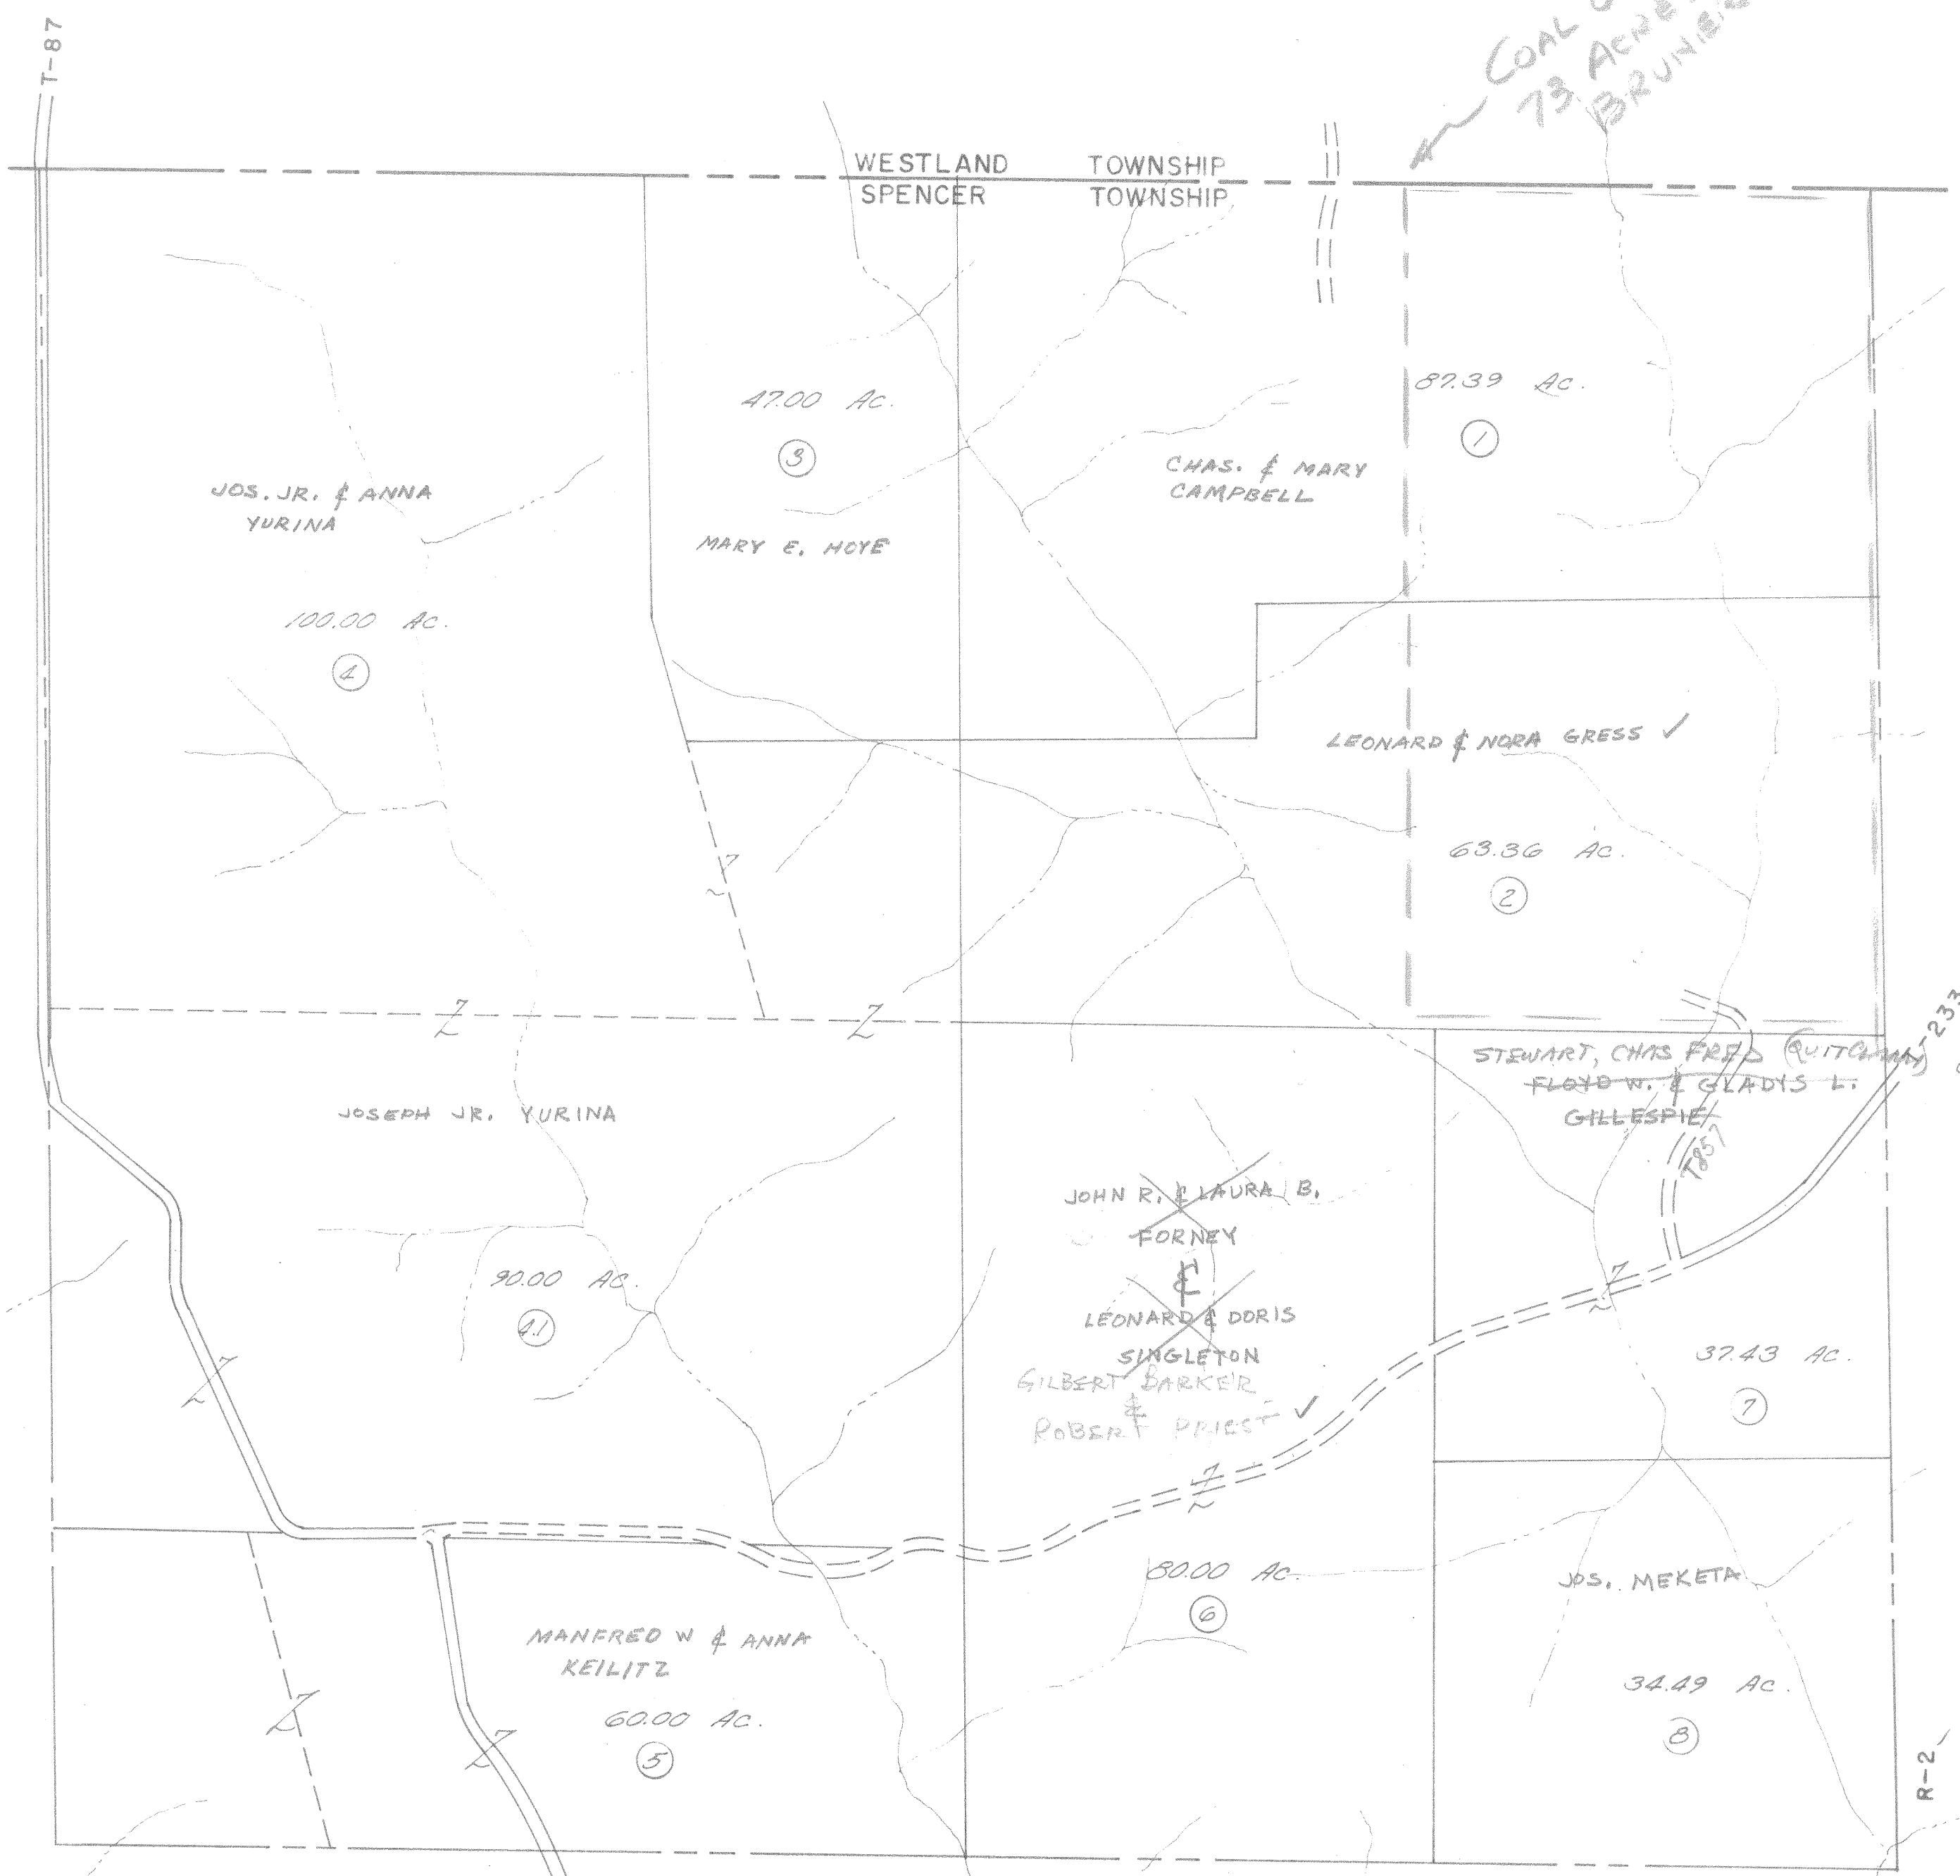 T-87
COAL
73 ACRE
BRUNIE
WESTLAND TOWNSHIP
SPENCER TOWNSHIP
47.00 AC.
3
87.39 AC.
1
CHAS. & MARY
CAMPBELL
JOS. JR. & ANNA
YURINA
MARY E. HOYE
100.00 AC.
4
LEONARD & NORA GRESS ✓
63.36 AC.
2
STEWART, CHAS FRED (QUITCLAIM)
FLOYD W. & GLADYS L.
GILLESPIE
T857
-233
JOSEPH JR. YURINA
JOHN R. & LAURA B.
FORNEY
&
LEONARD & DORIS
SINGLETON
GILBERT BARKER
&
ROBERT PRIEST ✓
90.00 AC.
4.1
37.43 AC.
7
80.00 AC.
6
JOS. MEKETA
MANFRED W & ANNA
KEILITZ
60.00 AC.
5
34.49 AC.
8
R-2